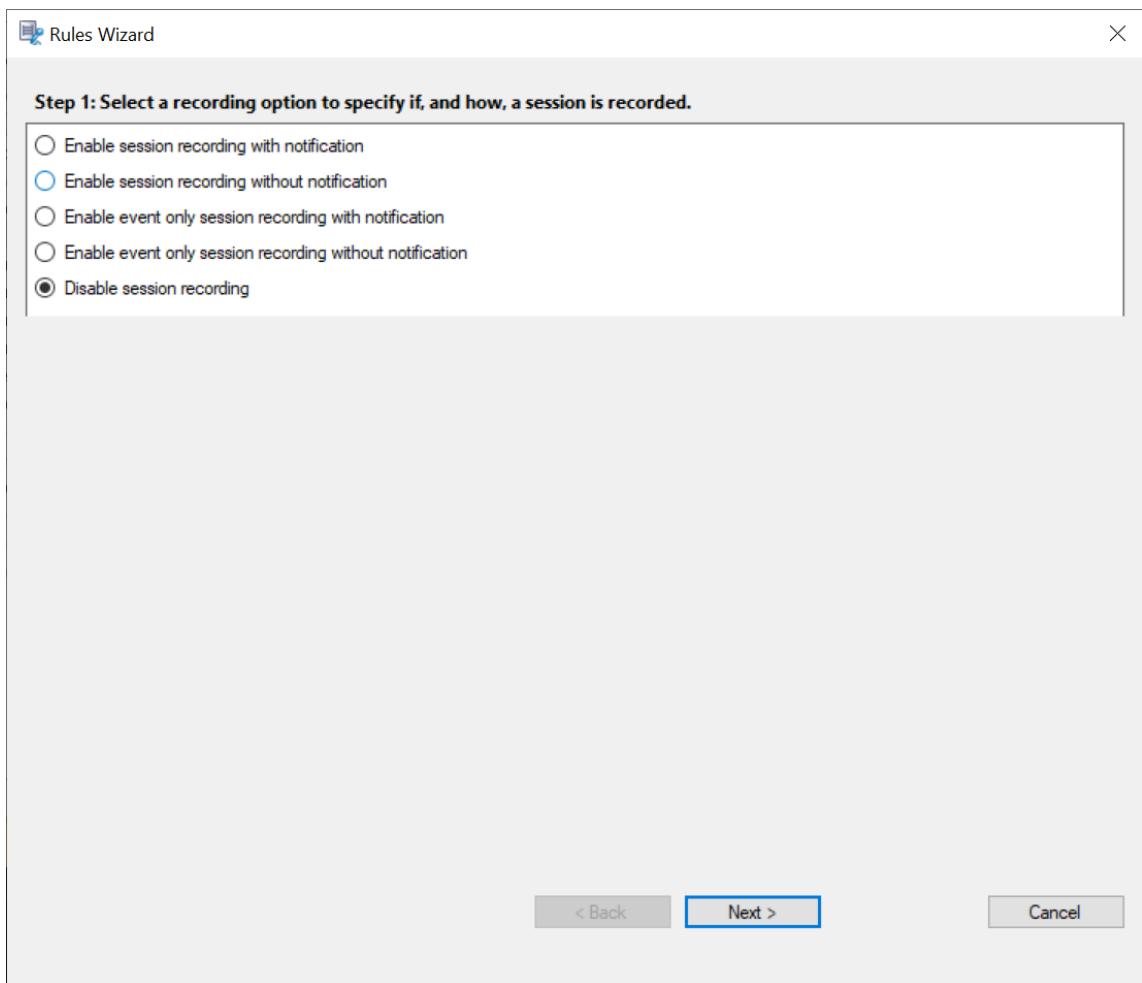 Rules Wizard
Step 1: Select a recording option to specify if, and how, a session is recorded.
Enable session recording with notification
Enable session recording without notification
Enable event only session recording with notification
Enable event only session recording without notification
Disable session recording
< Back
Next >
Cancel